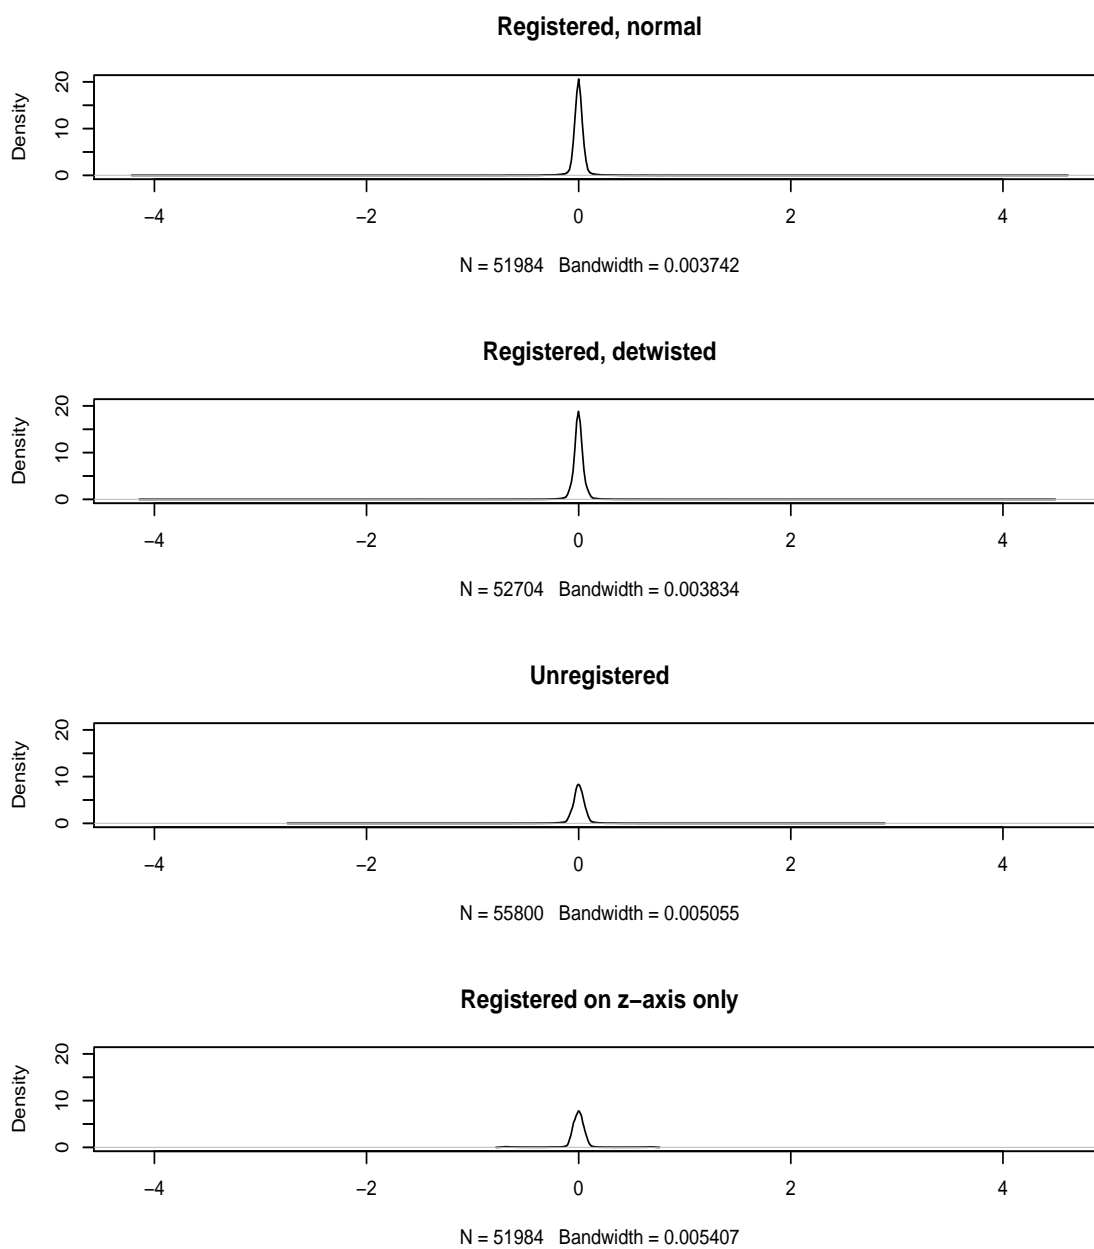 Registered, normal
Density
20
10
0
−4 −2 0 2 4
N = 51984 Bandwidth = 0.003742
Registered, detwisted
Density
20
10
0
−4 −2 0 2 4
N = 52704 Bandwidth = 0.003834
Unregistered
Density
20
10
0
−4 −2 0 2 4
N = 55800 Bandwidth = 0.005055
Registered on z−axis only
Density
20
10
0
−4 −2 0 2 4
N = 51984 Bandwidth = 0.005407